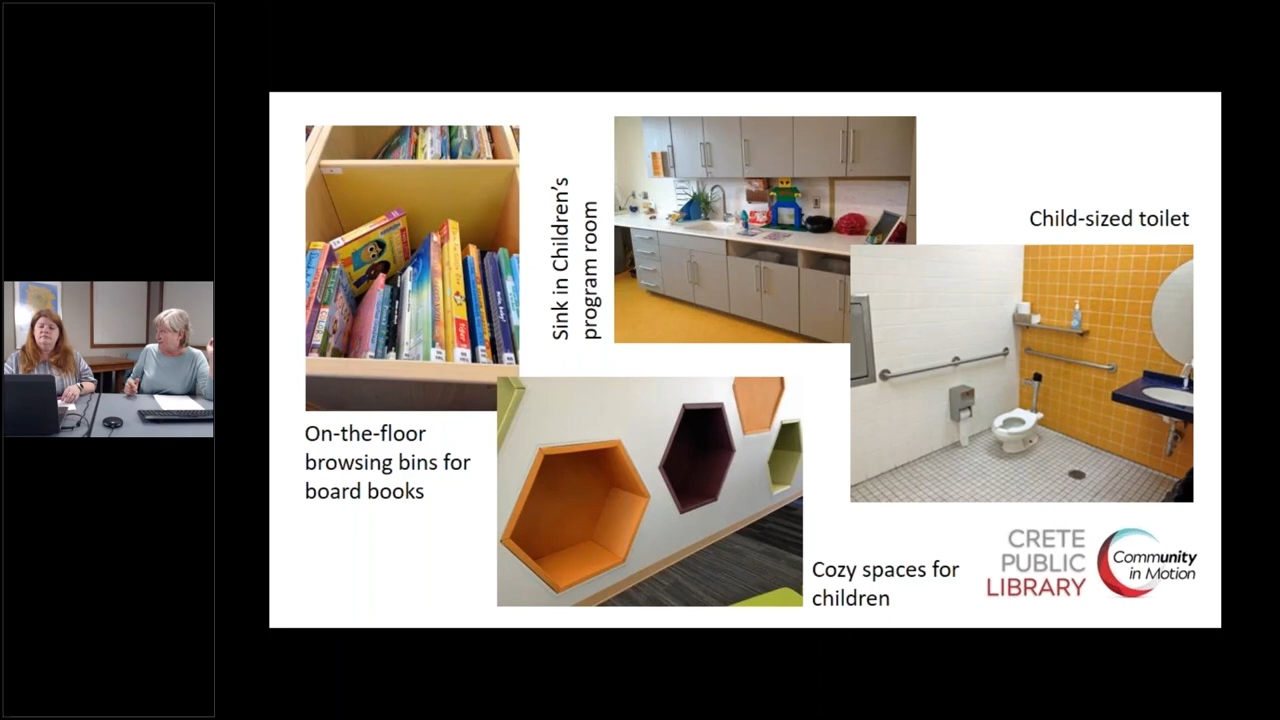 Sink in Children's
program room
Child-sized toilet
On-the-floor
browsing bins for
board books
Cozy spaces for
children
CRETE
PUBLIC
LIBRARY
Community
in Motion